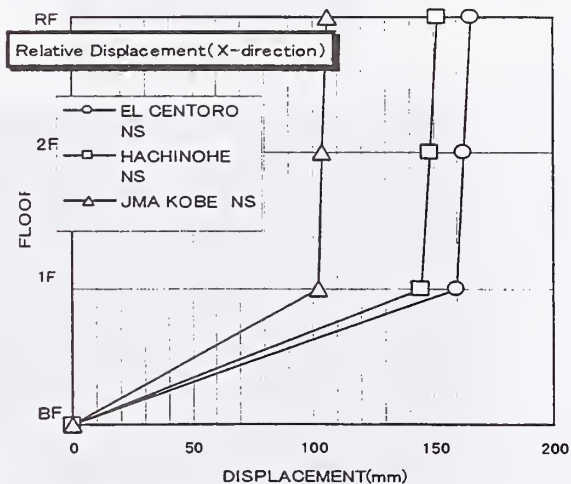 RF
Relative Displacement(X-direction)
EL CENTORO
NS
2F
HACHINOHE
NS
JMA KOBE NS
FLOOR
1F
BF
0 50 100 150 200
DISPLACEMENT(mm)